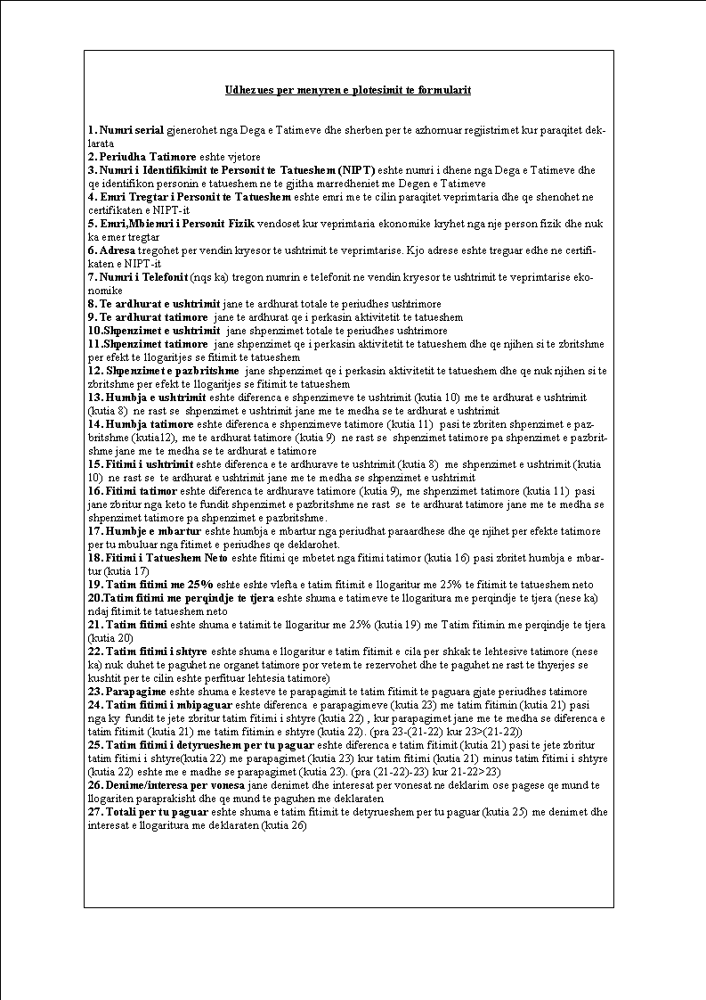 Udhezues per menyren e plotesimit te formularit
1. Numri serial gjenerohet nga Dega e Tatimeve dhe sherben per te azhornuar regjistrimet kur paraqitet dek-
larata
2. Periudha Tatimore eshte vjetore
3. Numri i Identifikimit te Personit te Tatueshem (NIPT) eshte numri i dhene nga Dega e Tatimeve dhe
qe identifikon personin e tatueshem ne te gjitha marredheniet me Degen e Tatimeve
4. Emri Tregtar i Personit te Tatueshem eshte emri me te cilin paraqitet veprimtaria dhe qe shenohet ne
certifikaten e NIPT-it
5. Emri,Mbiemri i Personit Fizik vendoset kur veprimtaria ekonomike kryhet nga nje person fizik dhe nuk
ka emer tregtar
6. Adresa tregohet per vendin kryesor te ushtrimit te veprimtarise. Kjo adrese eshte treguar edhe ne certifi-
katen e NIPT-it
7. Numri i Telefonit (nqs ka) tregon numrin e telefonit ne vendin kryesor te ushtrimit te veprimtarise eko-
nomike
8. Te ardhurat e ushtrimit jane te ardhurat totale te periudhes ushtrimore
9. Te ardhurat tatimore jane te ardhurat qe i perkasin aktivitetit te tatueshem
10.Shpenzimet e ushtrimit jane shpenzimet totale te periudhes ushtrimore
11.Shpenzimet tatimore jane shpenzimet qe i perkasin aktivitetit te tatueshem dhe qe njihen si te zbritshme
per efekt te llogaritjes se fitimit te tatueshem
12. Shpenzimet e pazbritshme jane shpenzimet qe i perkasin aktivitetit te tatueshem dhe qe nuk njihen si te
zbritshme per efekt te llogaritjes se fitimit te tatueshem
13. Humbja e ushtrimit eshte diferenca e shpenzimeve te ushtrimit (kutia 10) me te ardhurat e ushtrimit
(kutia 8) ne rast se shpenzimet e ushtrimit jane me te medha se te ardhurat e ushtrimit
14. Humbja tatimore eshte diferenca e shpenzimeve tatimore (kutia 11) pasi te zbriten shpenzimet e paz-
britshme (kutia12), me te ardhurat tatimore (kutia 9) ne rast se shpenzimet tatimore pa shpenzimet e pazbrit-
shme jane me te medha se te ardhurat e tatimore
15. Fitimi i ushtrimit eshte diferenca e te ardhurave te ushtrimit (kutia 8) me shpenzimet e ushtrimit (kutia
10) ne rast se te ardhurat e ushtrimit jane me te medha se shpenzimet e ushtrimit
16. Fitimi tatimor eshte diferenca te ardhurave tatimore (kutia 9), me shpenzimet tatimore (kutia 11) pasi
jane zbritur nga keto te fundit shpenzimet e pazbritshme ne rast se te ardhurat tatimore jane me te medha se
shpenzimet tatimore pa shpenzimet e pazbritshme.
17. Humbje e mbartur eshte humbja e mbartur nga periudhat paraardhese dhe qe njihet per efekte tatimore
per tu mbuluar nga fitimet e periudhes qe deklarohet.
18. Fitimi i Tatueshem Neto eshte fitimi qe mbetet nga fitimi tatimor (kutia 16) pasi zbritet humbja e mbar-
tur (kutia 17)
19. Tatim fitimi me 25% eshte eshte vlefta e tatim fitimit e llogaritur me 25% te fitimit te tatueshem neto
20.Tatim fitimi me perqindje te tjera eshte shuma e tatimeve te llogaritura me perqindje te tjera (nese ka)
ndaj fitimit te tatueshem neto
21. Tatim fitimi eshte shuma e tatimit te llogaritur me 25% (kutia 19) me Tatim fitimin me perqindje te tjera
(kutia 20)
22. Tatim fitimi i shtyre eshte shuma e llogaritur e tatim fitimit e cila per shkak te lehtesive tatimore (nese
ka) nuk duhet te paguhet ne organet tatimore por vetem te rezervohet dhe te paguhet ne rast te thyerjes se
kushtit per te cilin eshte perfituar lehtesia tatimore)
23. Parapagime eshte shuma e kesteve te parapagimit te tatim fitimit te paguara gjate periudhes tatimore
24. Tatim fitimi i mbipaguar eshte diferenca e parapagimeve (kutia 23) me tatim fitimin (kutia 21) pasi
nga ky fundit te jete zbritur tatim fitimi i shtyre (kutia 22) , kur parapagimet jane me te medha se diferenca e
tatim fitimit (kutia 21) me tatim fitimin e shtyre (kutia 22). (pra 23-(21-22) kur 23>(21-22))
25. Tatim fitimi i detyrueshem per tu paguar eshte diferenca e tatim fitimit (kutia 21) pasi te jete zbritur
tatim fitimi i shtyre(kutia 22) me parapagimet (kutia 23) kur tatim fitimi (kutia 21) minus tatim fitimi i shtyre
(kutia 22) eshte me e madhe se parapagimet (kutia 23). (pra (21-22)-23) kur 21-22>23)
26. Denime/interesa per vonesa jane denimet dhe interesat per vonesat ne deklarim ose pagese qe mund te
llogariten paraprakisht dhe qe mund te paguhen me deklaraten
27. Totali per tu paguar eshte shuma e tatim fitimit te detyrueshem per tu paguar (kutia 25) me denimet dhe
interesat e llogaritura me deklaraten (kutia 26)